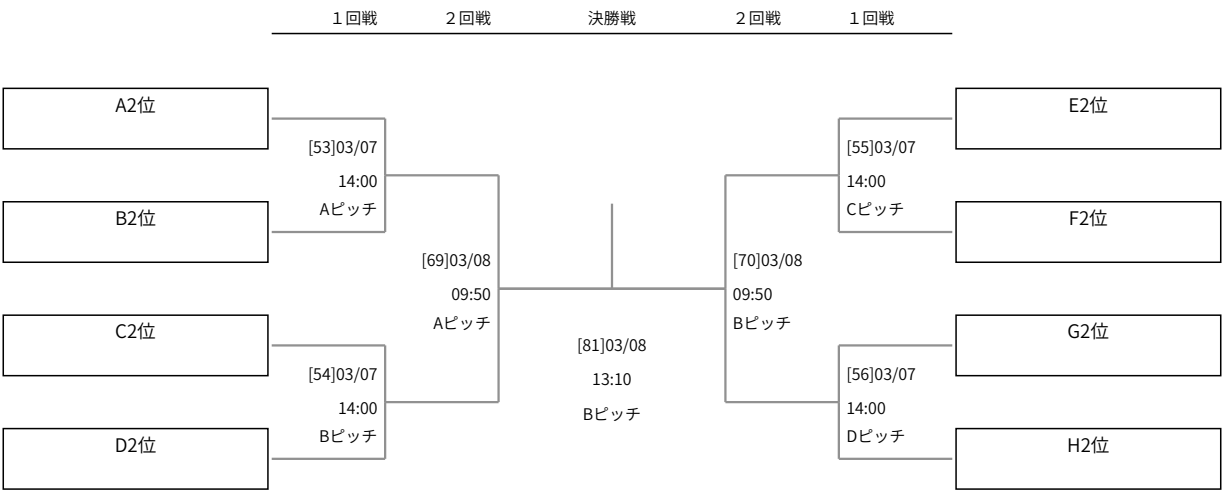 １回戦
２回戦
決勝戦
２回戦
１回戦
A2位
[53]03/07
14:00
Aピッチ
B2位
[69]03/08
09:50
Aピッチ
C2位
[54]03/07
14:00
Bピッチ
D2位
[81]03/08
13:10
Bピッチ
E2位
[55]03/07
14:00
Cピッチ
F2位
[70]03/08
09:50
Bピッチ
G2位
[56]03/07
14:00
Dピッチ
H2位